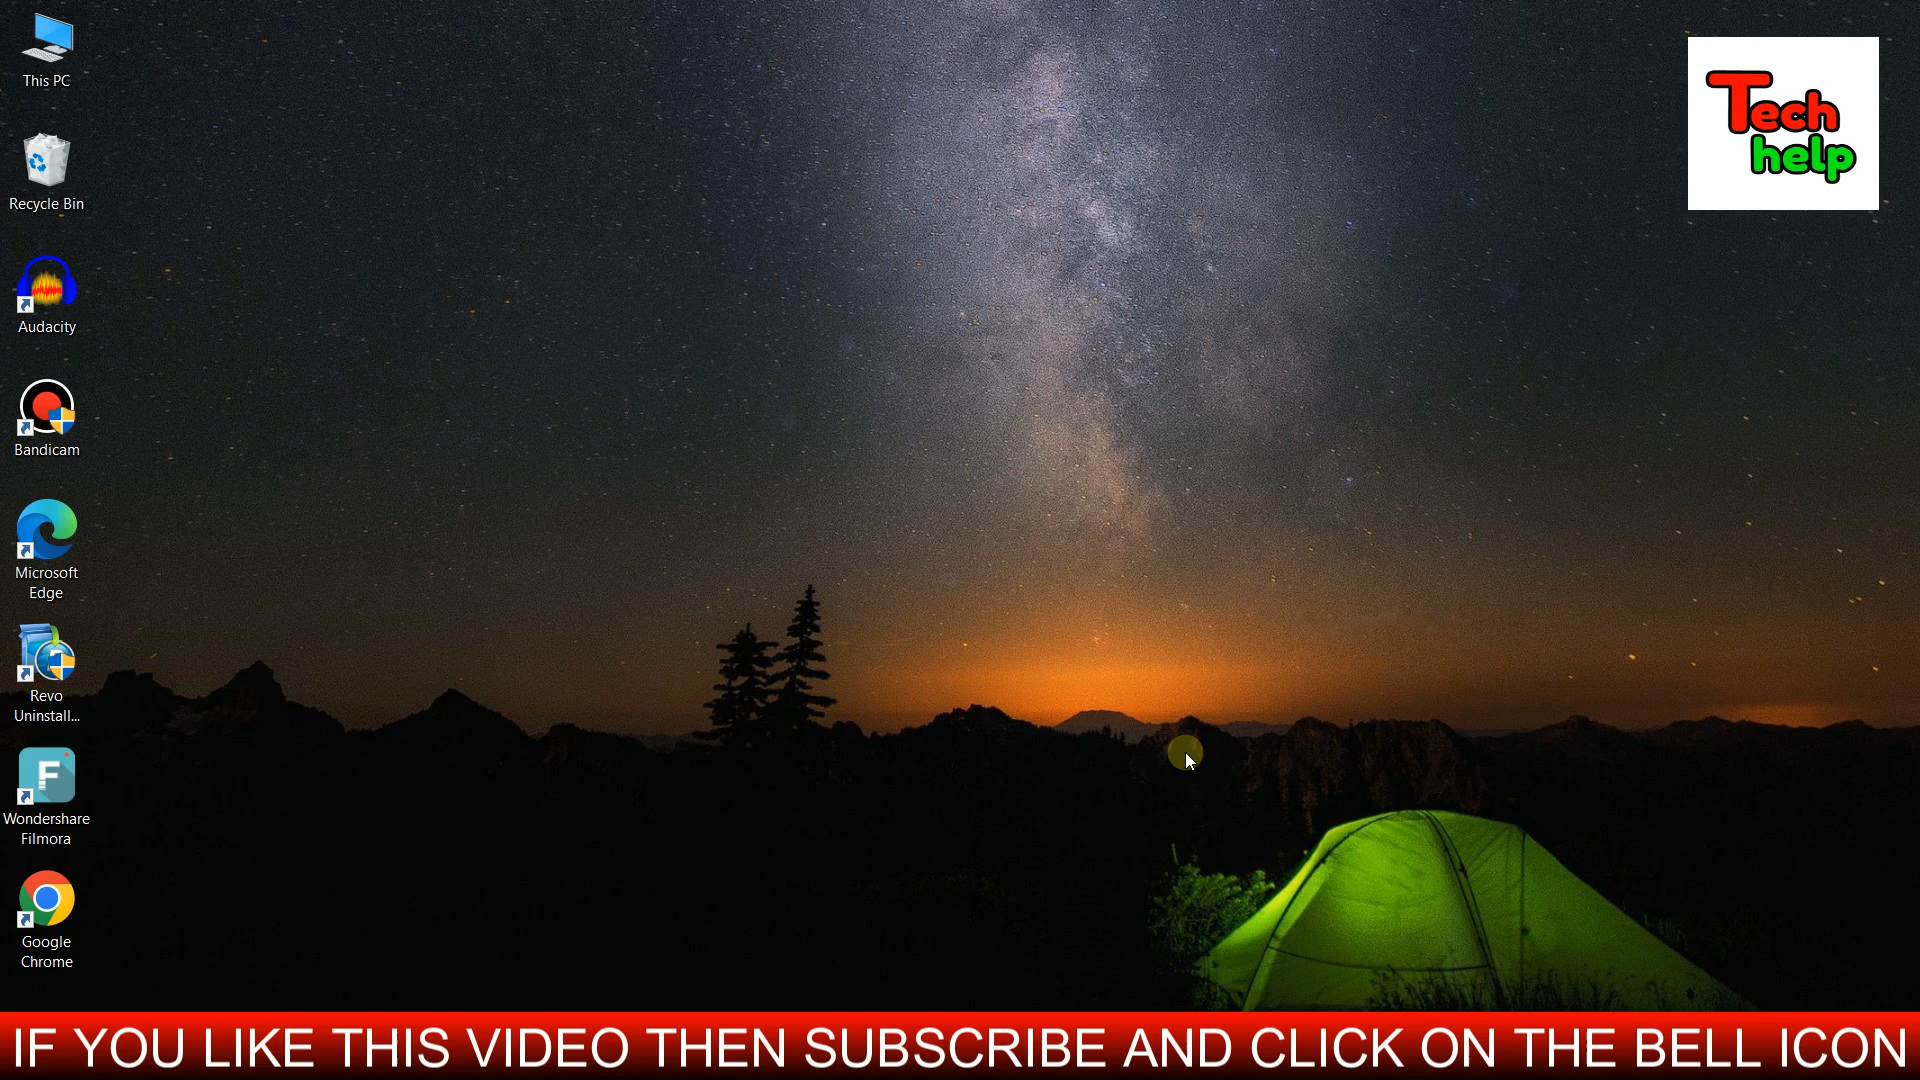 This PC
Recycle Bin
Audacity
Bandicam
Microsoft
Edge
Revo
Uninstall...
Wondershare
Filmora
Google
Chrome
Tech
help
IF YOU LIKE THIS VIDEO THEN SUBSCRIBE AND CLICK ON THE BELL ICON